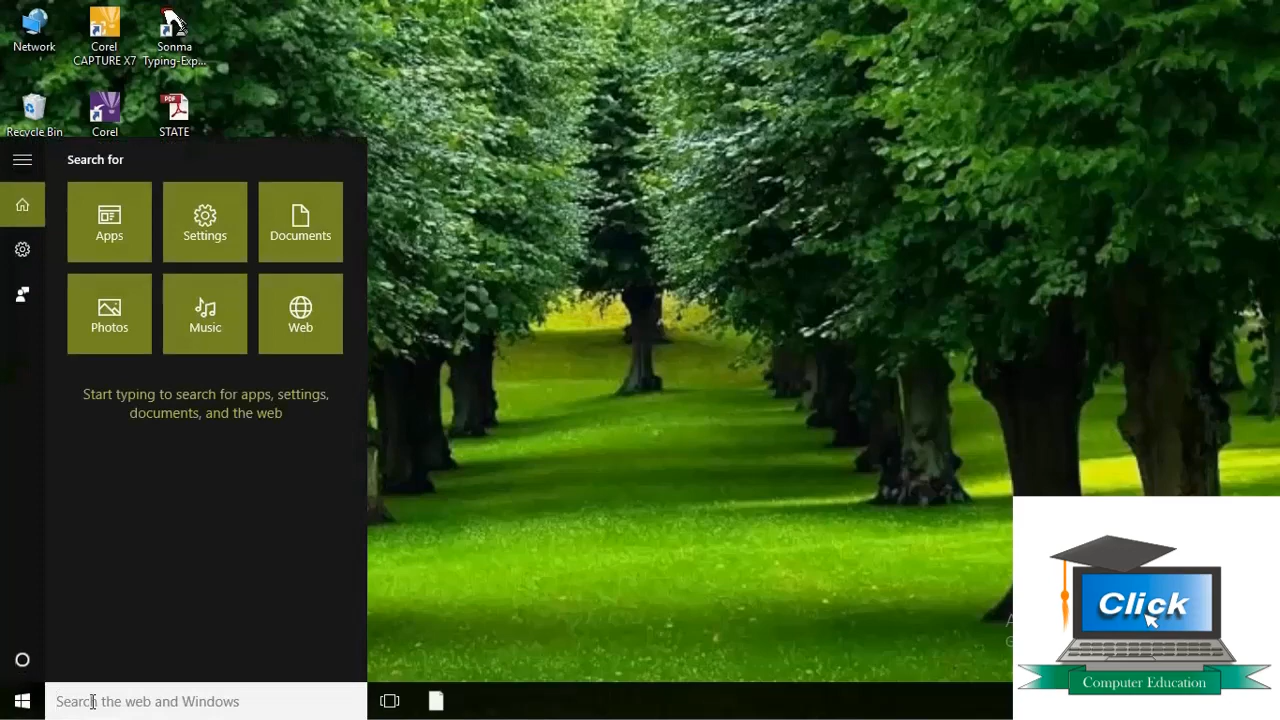 Network
Corel
CAPTURE X7
Sonma
Typing-Exp...
Recycle Bin
Corel
STATE
Search for
Apps
Settings
Documents
Photos
Music
Web
Start typing to search for apps, settings,
documents, and the web
Search the web and Windows
Click
Computer Education